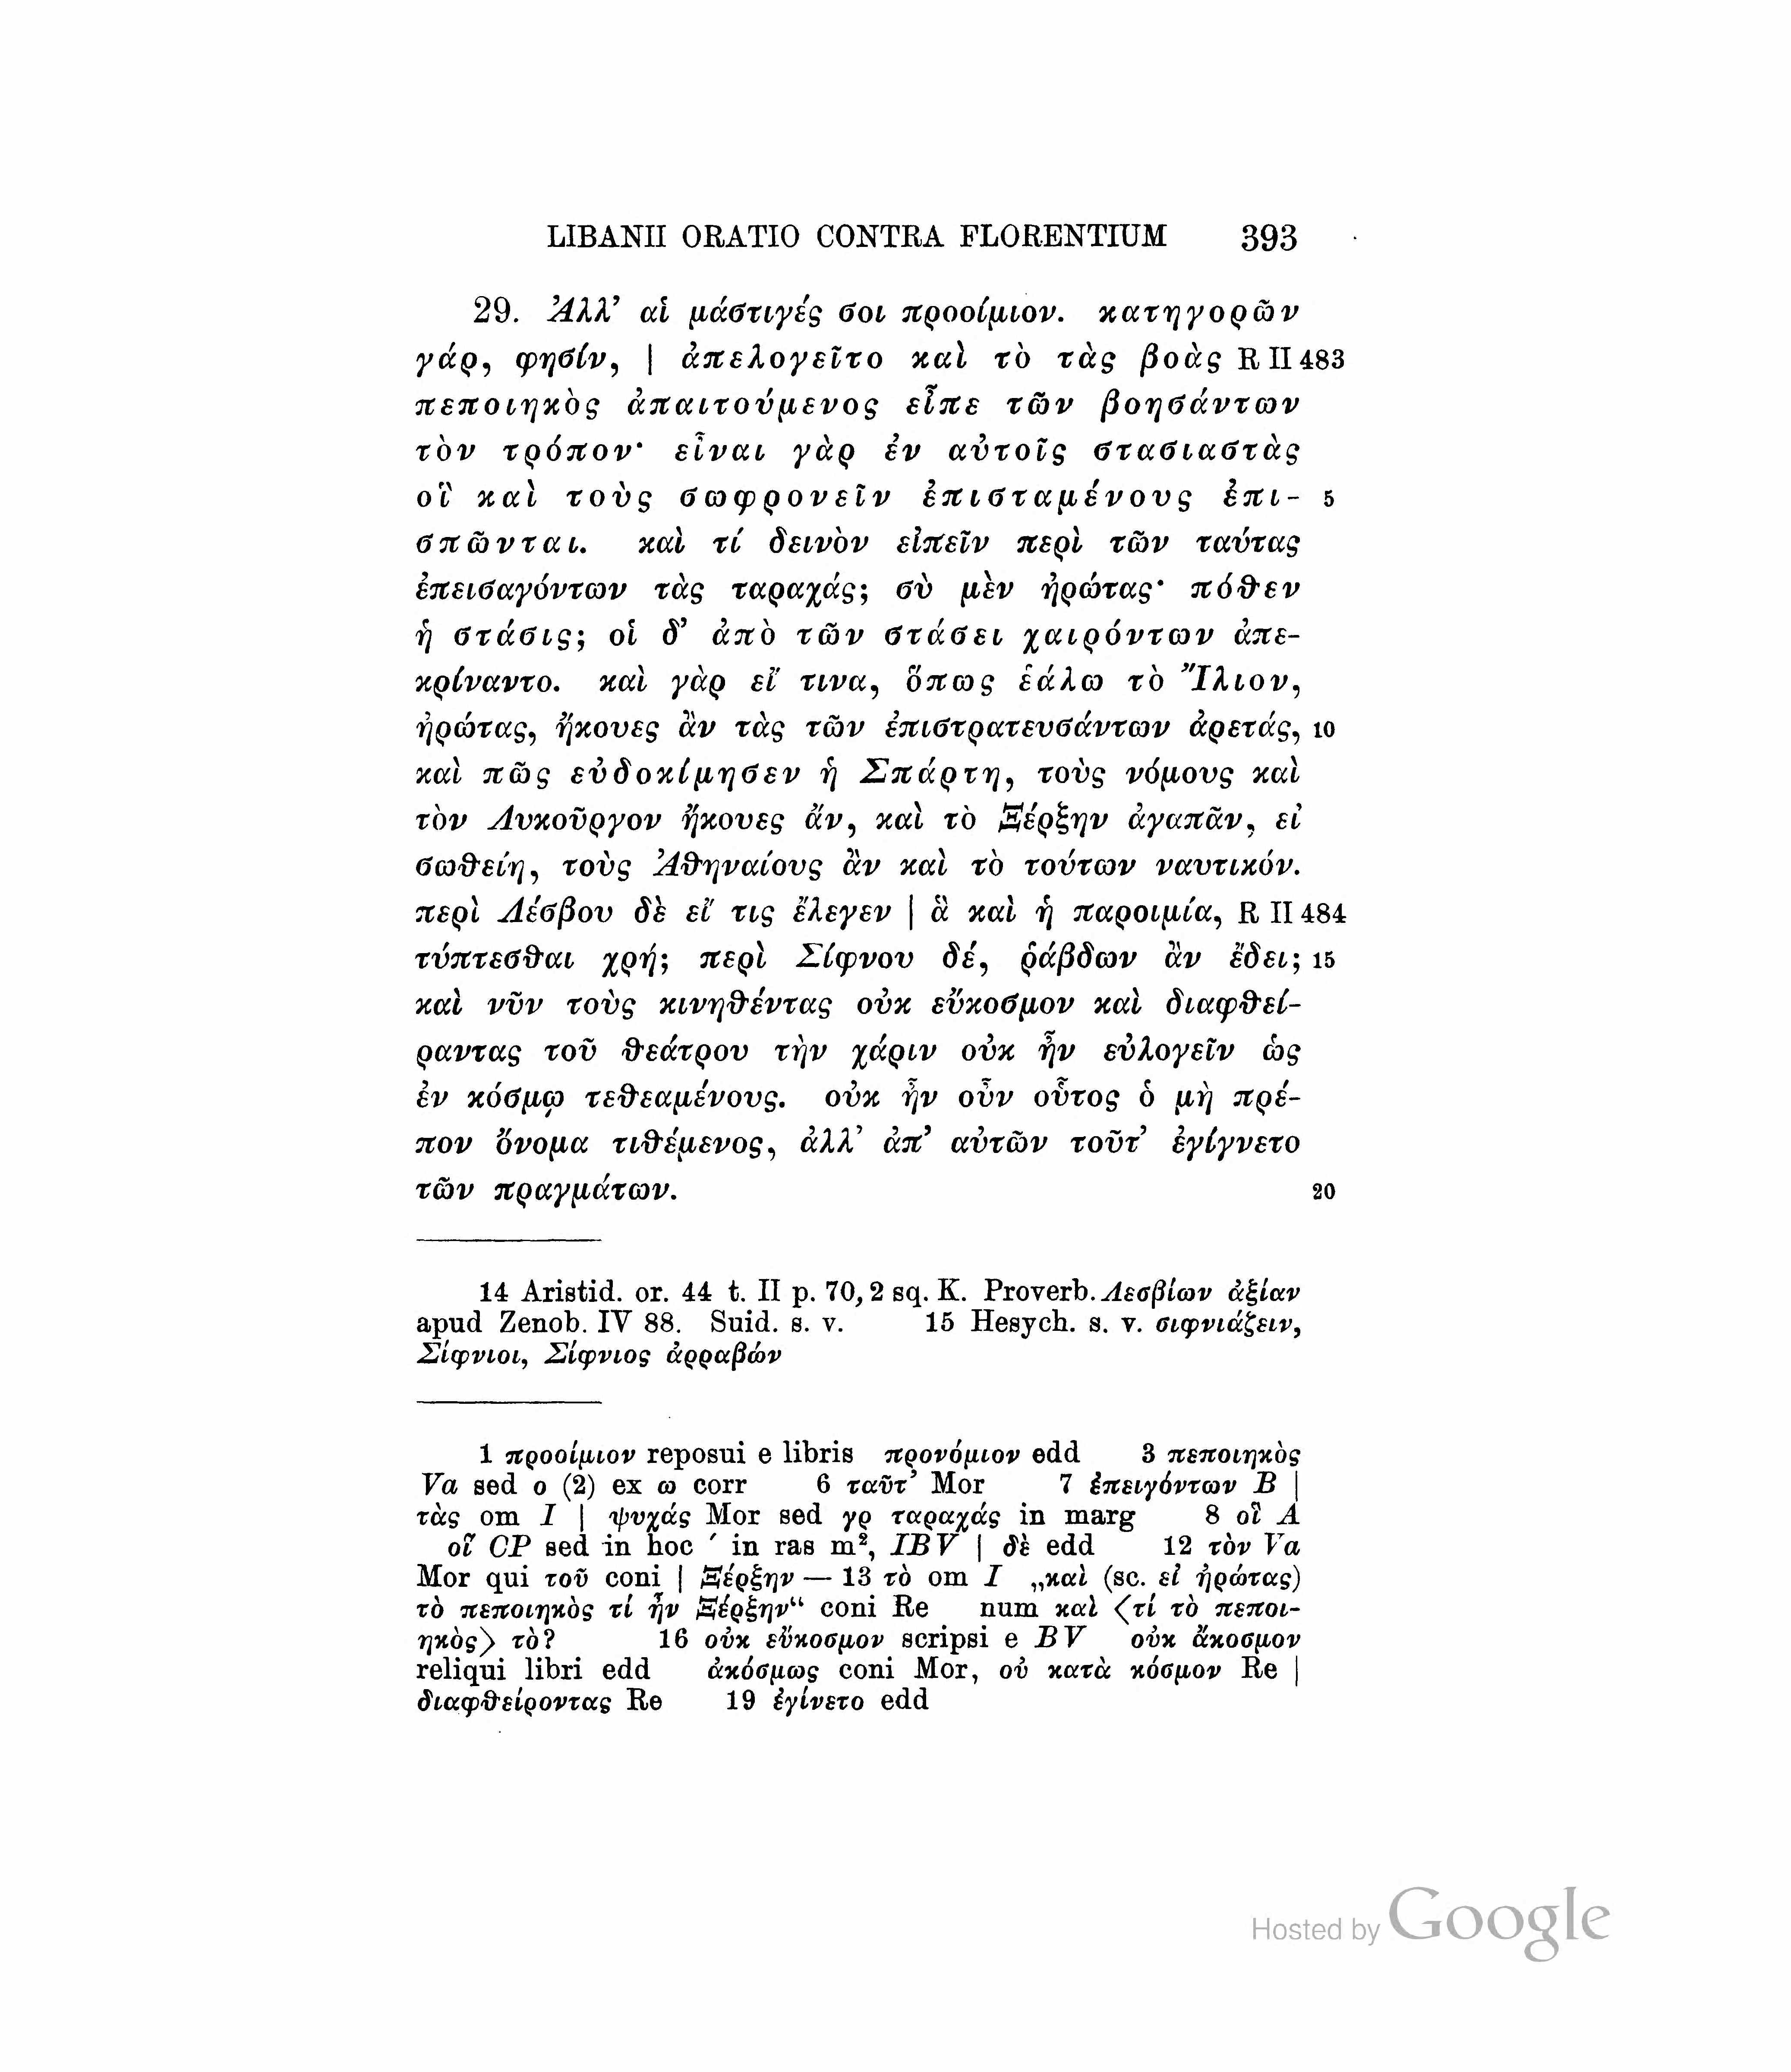 LIBANII ORATIO CONTRA FLORENTIUM 393
29. Ἀλλ’ αἱ μάστιγές σοι προοίμιον. κατηγορῶν
γάρ, φησίν, | ἀπελογεῖτο καὶ τὸ τὰς βοὰς R II 483
πεποιηκὸς ἀπαιτούμενος εἶπε τῶν βοησάντων
τὸν τρόπον· εἶναι γὰρ ἐν αὐτοῖς στασιαστὰς
οἳ καὶ τοὺς σωφρονεῖν ἐπισταμένους ἐπι- 5
σπῶνται. καὶ τί δεινὸν εἰπεῖν περὶ τῶν ταύτας
ἐπεισαγόντων τὰς ταραχάς; σὺ μὲν ἠρώτας· πόθεν
ἡ στάσις; οἱ δ’ ἀπὸ τῶν στάσει χαιρόντων ἀπε-
κρίναντο. καὶ γὰρ εἴ τινα, ὅπως ἑάλω τὸ Ἴλιον,
ἠρώτας, ἤκουες ἂν τὰς τῶν ἐπιστρατευσάντων ἀρετάς, 10
καὶ πῶς εὐδοκίμησεν ἡ Σπάρτη, τοὺς νόμους καὶ
τὸν Λυκοῦργον ἤκουες ἄν, καὶ τὸ Ξέρξην ἀγαπᾶν, εἰ
σωθείη, τοὺς Ἀθηναίους ἂν καὶ τὸ τούτων ναυτικόν.
περὶ Λέσβου δὲ εἴ τις ἔλεγεν | ἃ καὶ ἡ παροιμία, R II 484
τύπτεσθαι χρή; περὶ Σίφνου δέ, ῥάβδων ἂν ἔδει; 15
καὶ νῦν τοὺς κινηθέντας οὐκ εὔκοσμον καὶ διαφθεί-
ραντας τοῦ θεάτρου τὴν χάριν οὐκ ἦν εὐλογεῖν ὡς
ἐν κόσμῳ τεθεαμένους. οὐκ ἦν οὖν οὗτος ὁ μὴ πρέ-
πον ὄνομα τιθέμενος, ἀλλ’ ἀπ’ αὐτῶν τοῦτ’ ἐγίγνετο
τῶν πραγμάτων. 20
14 Aristid. or. 44 t. II p. 70, 2 sq. K. Proverb. Λεσβίων ἀξίαν
apud Zenob. IV 88. Suid. s. v. 15 Hesych. s. v. σιφνιάζειν,
Σίφνιοι, Σίφνιος ἀρραβών
1 προοίμιον reposui e libris προνόμιον edd 3 πεποιηκὸς
Va sed o (2) ex ω corr 6 ταῦτ’ Mor 7 ἐπειγόντων B |
τὰς om I | ψυχάς Mor sed γρ ταραχάς in marg 8 οἳ A
οἵ CP sed in hoc ′ in ras m², IBV | δὲ edd 12 τὸν Va
Mor qui τοῦ coni | Ξέρξην — 13 τὸ om I „καὶ (sc. εἰ ἠρώτας)
τὸ πεποιηκὸς τί ἦν Ξέρξην“ coni Re num καὶ ⟨τί τὸ πεποι-
ηκὸς⟩ τὸ? 16 οὐκ εὔκοσμον scripsi e BV οὐκ ἄκοσμον
reliqui libri edd ἀκόσμως coni Mor, οὐ κατὰ κόσμον Re |
διαφθείροντας Re 19 ἐγίνετο edd
Hosted by Google